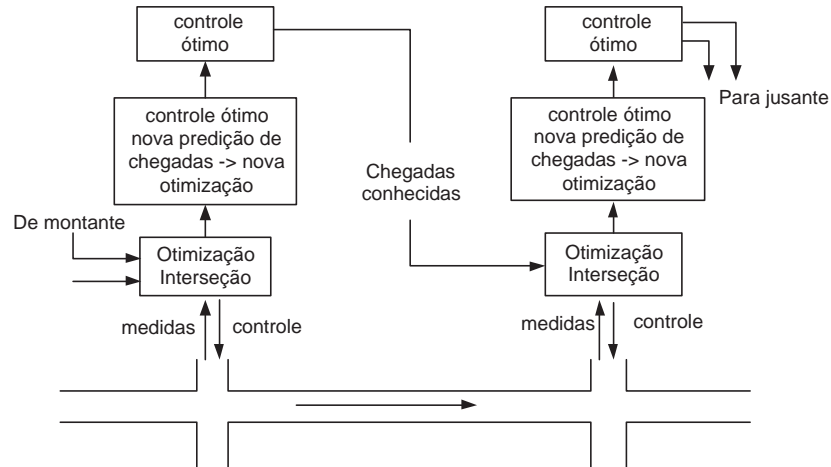 controle
ótimo
controle ótimo
nova predição de
chegadas -> nova
otimização
De montante
Otimização
Interseção
medidas
controle
Chegadas
conhecidas
controle
ótimo
Para jusante
controle ótimo
nova predição de
chegadas -> nova
otimização
Otimização
Interseção
medidas
controle